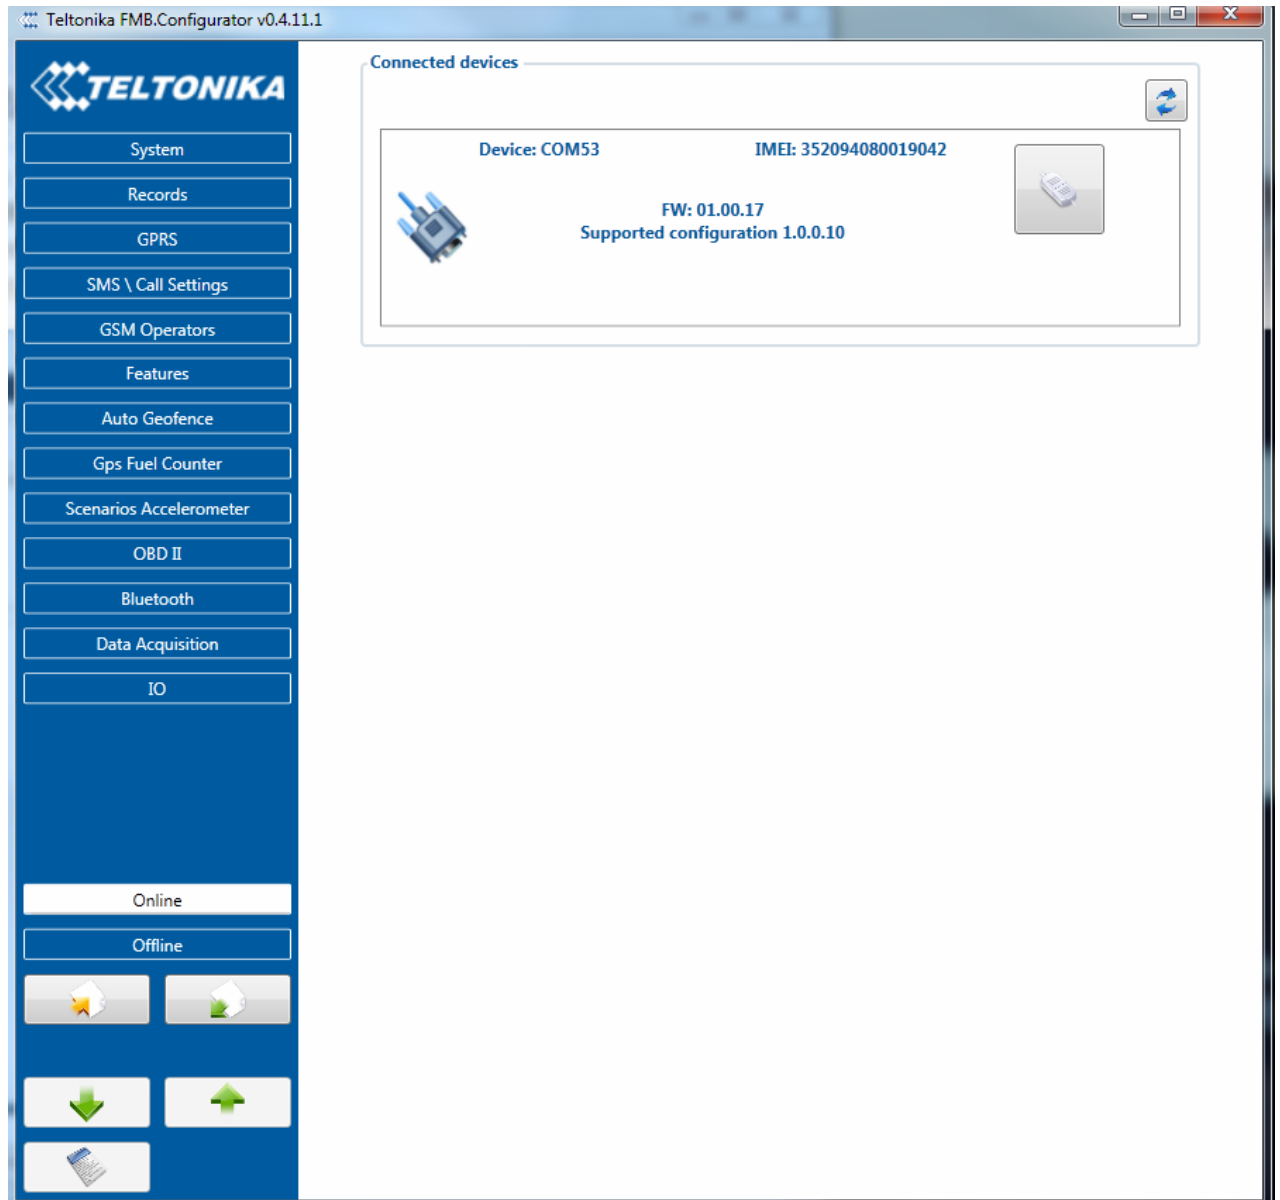 Teltonika FMB.Configurator v0.4.11.1
TELTONIKA
System
Records
GPRS
SMS \ Call Settings
GSM Operators
Features
Auto Geofence
Gps Fuel Counter
Scenarios Accelerometer
OBD II
Bluetooth
Data Acquisition
IO
Online
Offline
Connected devices
Device: COM53
IMEI: 352094080019042
FW: 01.00.17
Supported configuration 1.0.0.10